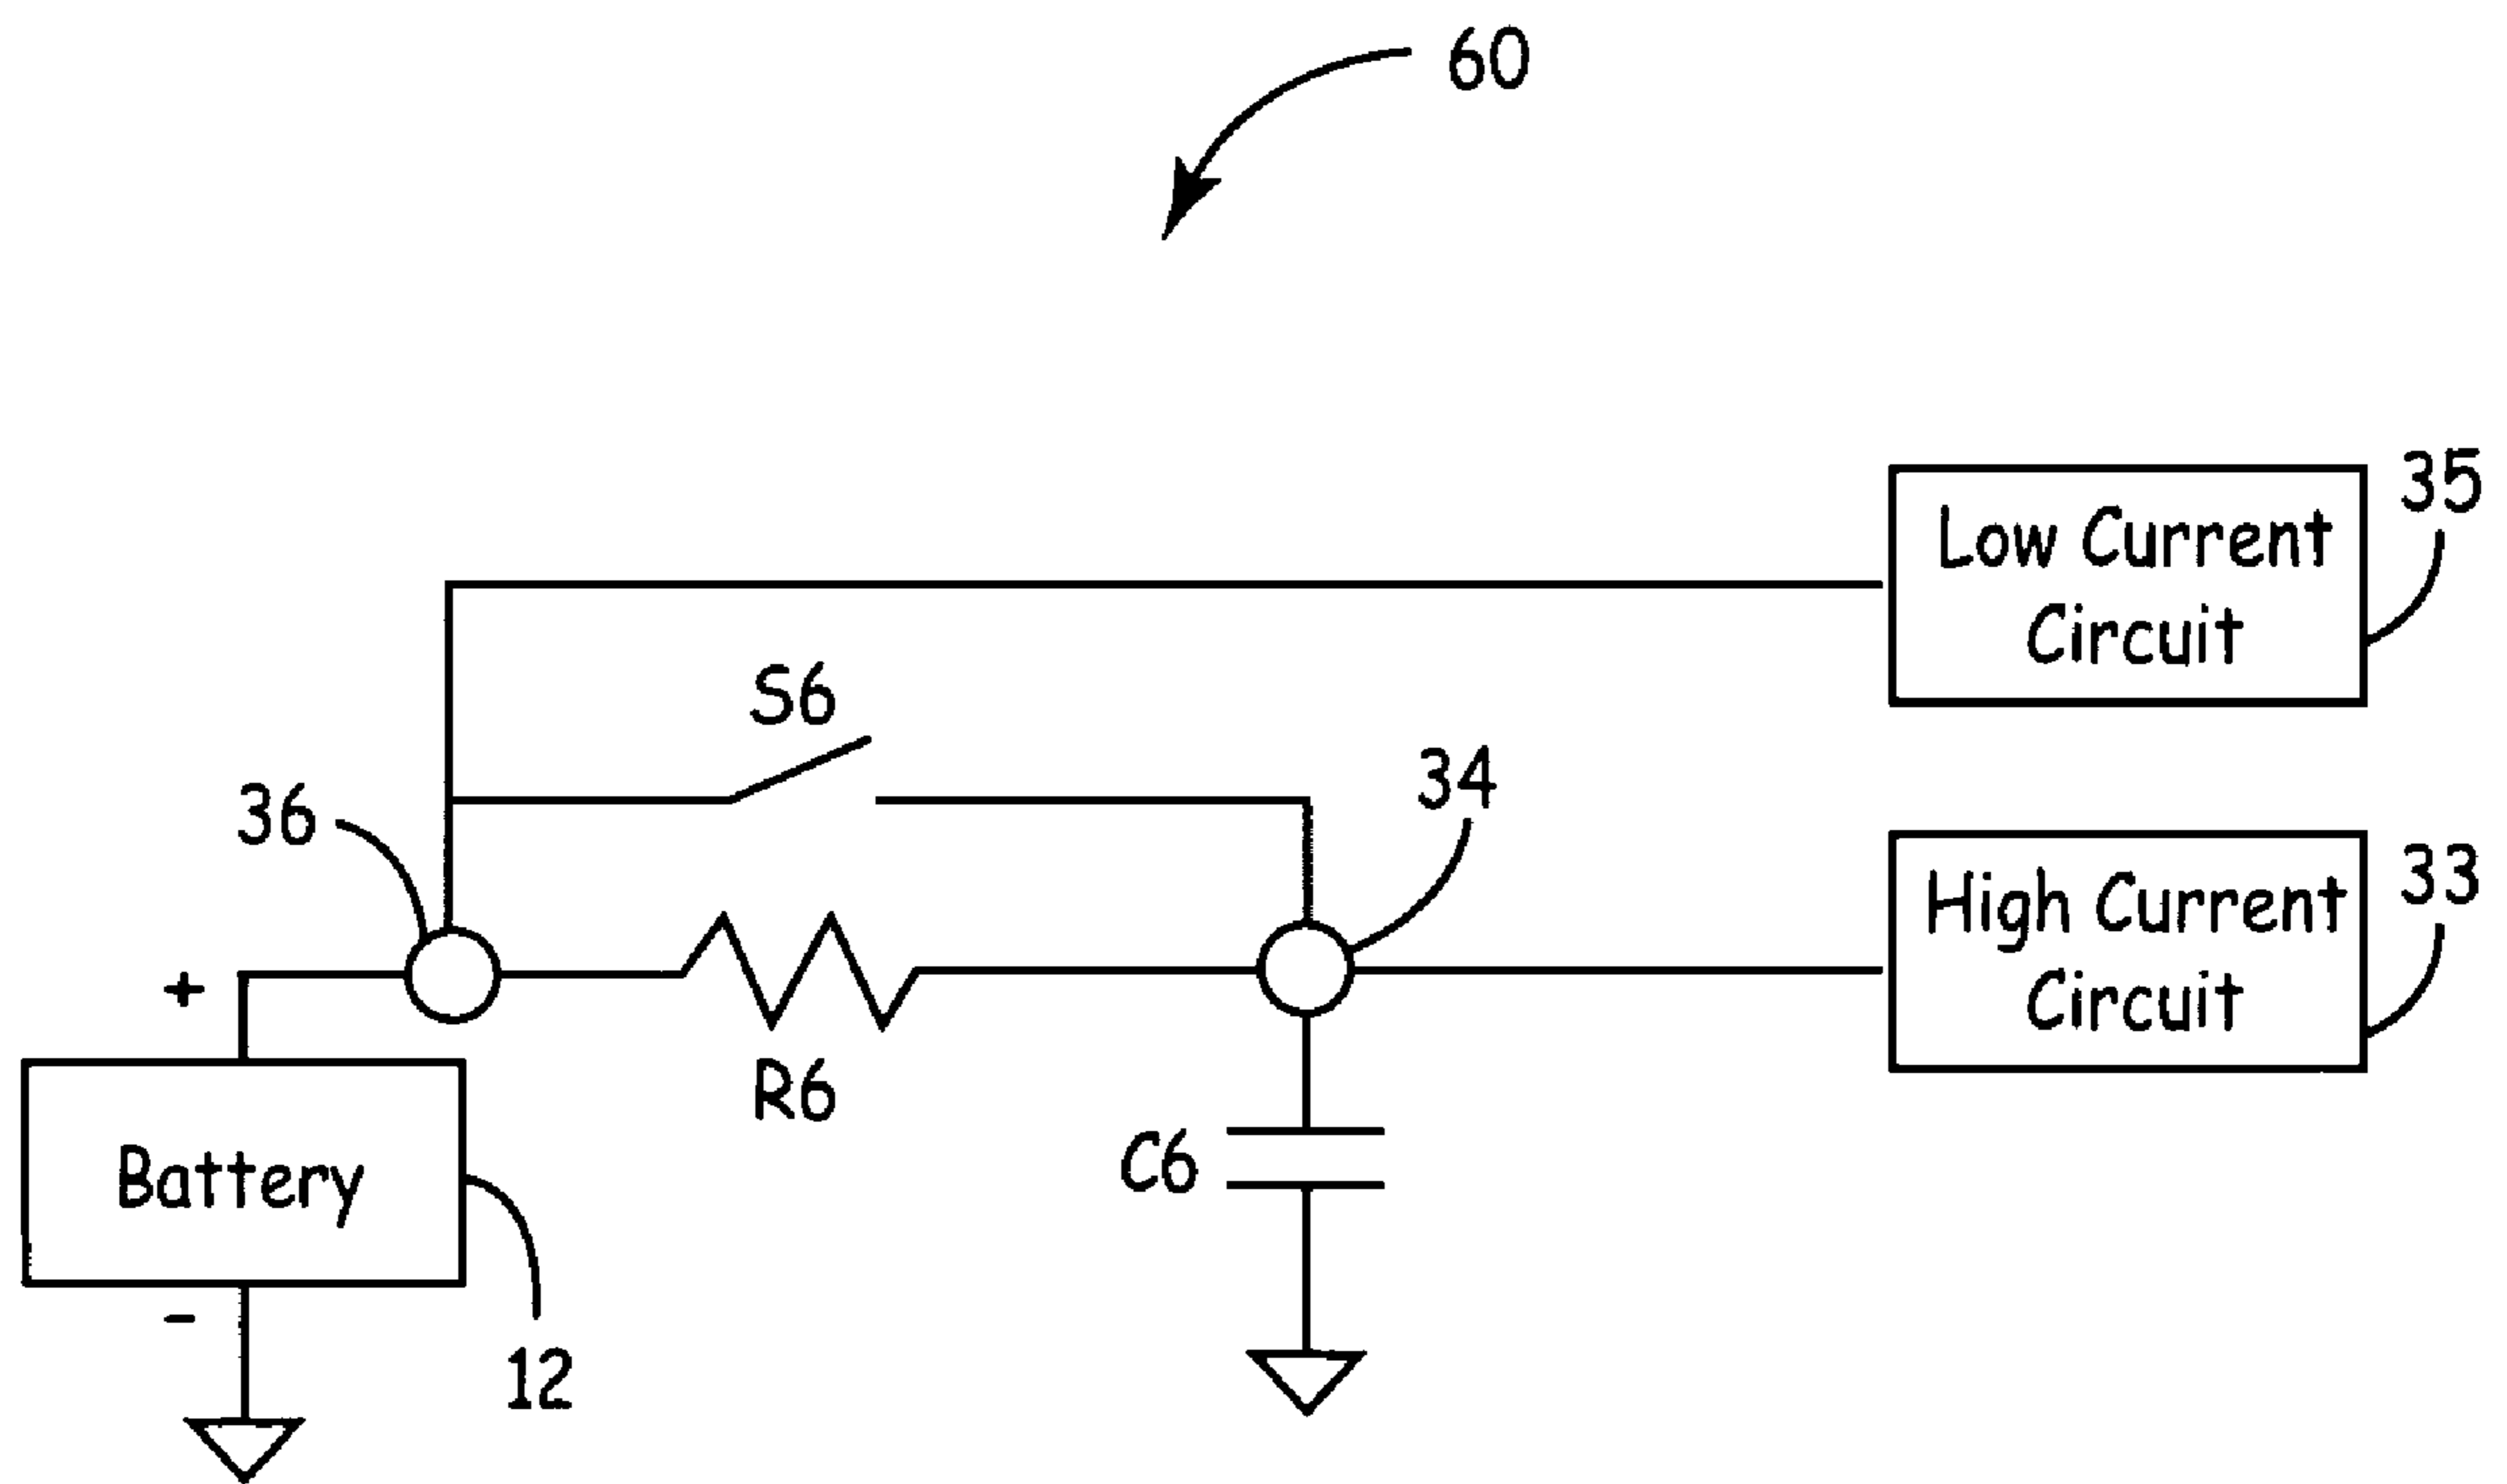 60
35
Low Current
Circuit
S6
34
36
33
High Current
Circuit
+
R6
C6
Battery
-
12